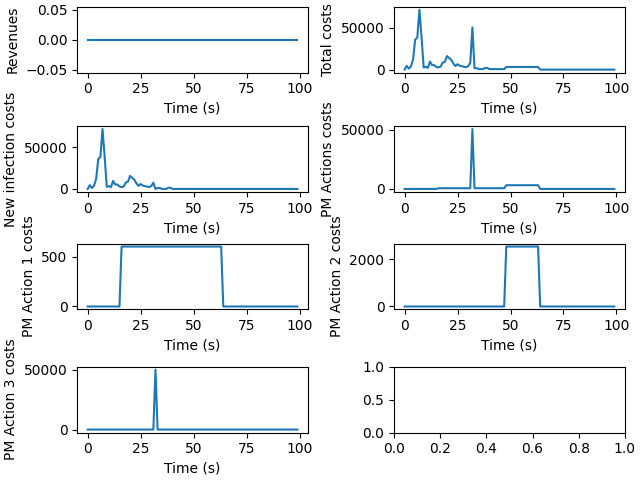 Revenues
0.05
0.00
−0.05
0 25 50 75 100
Time (s)
Total costs
50000
0
0 25 50 75 100
Time (s)
New infection costs
50000
0
0 25 50 75 100
Time (s)
PM Actions costs
50000
0
0 25 50 75 100
Time (s)
PM Action 1 costs
500
0
0 25 50 75 100
Time (s)
PM Action 2 costs
2000
0
0 25 50 75 100
Time (s)
PM Action 3 costs
50000
0
0 25 50 75 100
Time (s)
1.0
0.5
0.0
0.0 0.2 0.4 0.6 0.8 1.0